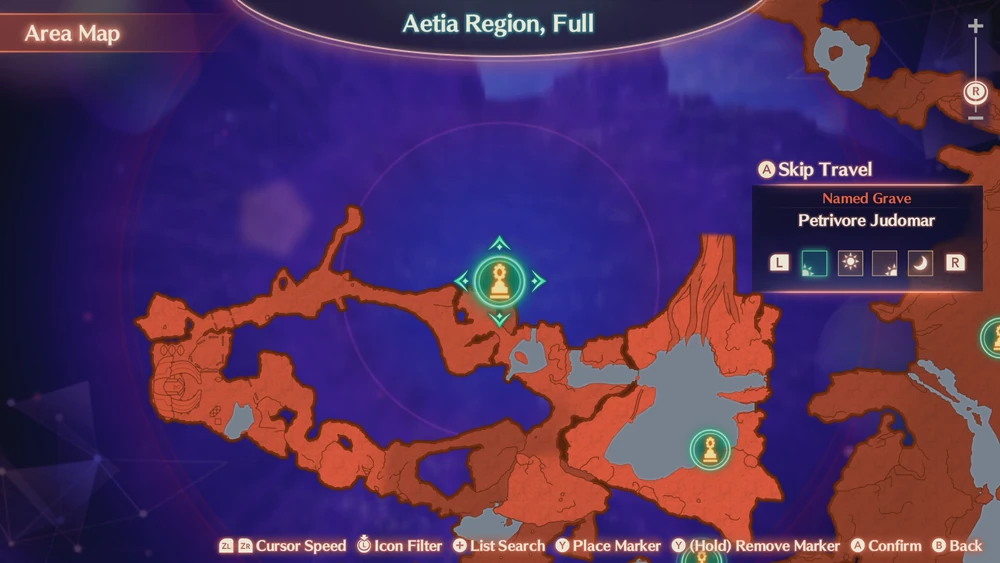 Area Map
Aetia Region, Full
R
A Skip Travel
Named Grave
Petrivore Judomar
L R
ZL ZR Cursor Speed L Icon Filter + List Search Y Place Marker Y (Hold) Remove Marker A Confirm B Back